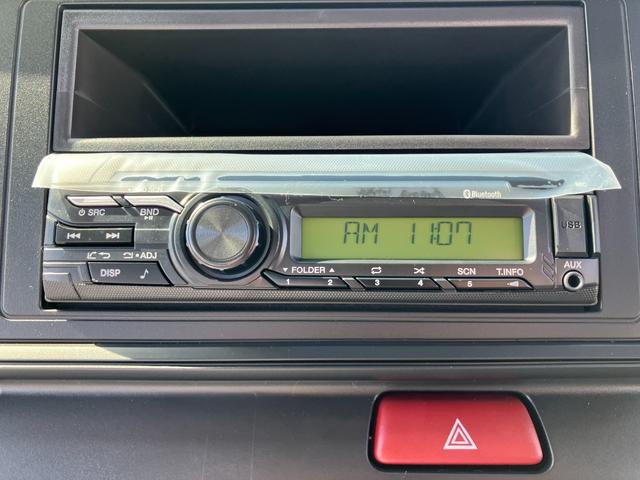 Bluetooth
SRC
BND
AM 11:07
USB
ADJ
DISP
FOLDER
SCN
T.INFO
AUX
1 2 3 4 5